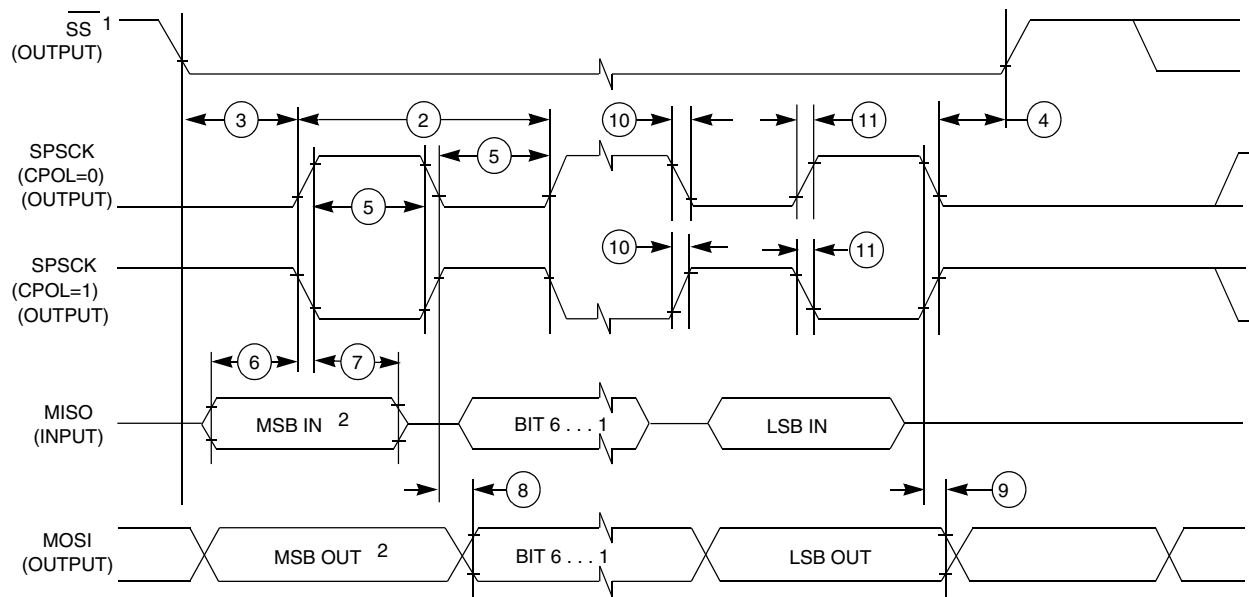 SS 1
(OUTPUT)
3
2
10
11
4
SPSCK
(CPOL=0)
(OUTPUT)
5
5
SPSCK
(CPOL=1)
(OUTPUT)
10
11
6
7
MISO
(INPUT)
MSB IN 2
BIT 6 . . . 1
LSB IN
8
9
MOSI
(OUTPUT)
MSB OUT 2
BIT 6 . . . 1
LSB OUT